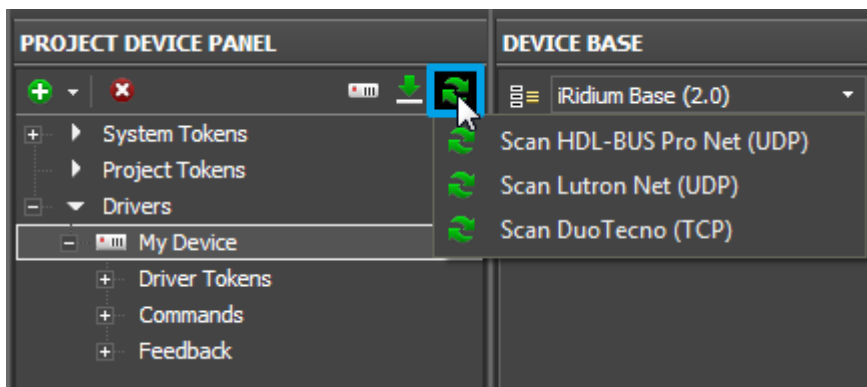 PROJECT DEVICE PANEL
DEVICE BASE
iRidium Base (2.0)
System Tokens
Project Tokens
Drivers
My Device
Driver Tokens
Commands
Feedback
Scan HDL-BUS Pro Net (UDP)
Scan Lutron Net (UDP)
Scan DuoTecno (TCP)